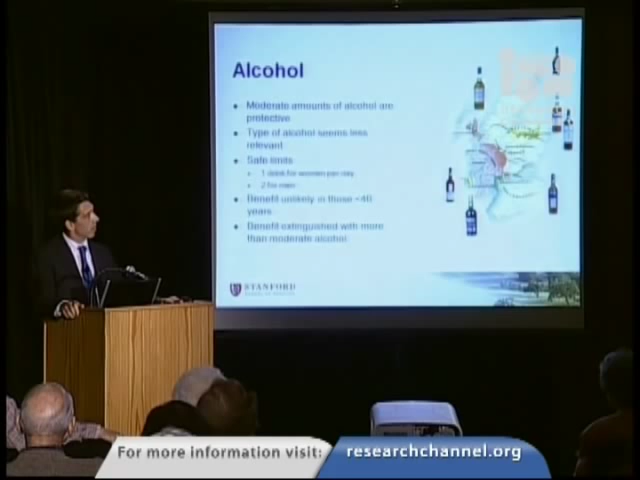 Alcohol
• Moderate amounts of alcohol are
protective
• Type of alcohol seems less
relevant
• Safe limits
• 1 drink for women per day
• 2 for men
• Benefit unlikely in those <40
years
• Benefit extinguished with more
than moderate alcohol
STANFORD
For more information visit:
researchchannel.org